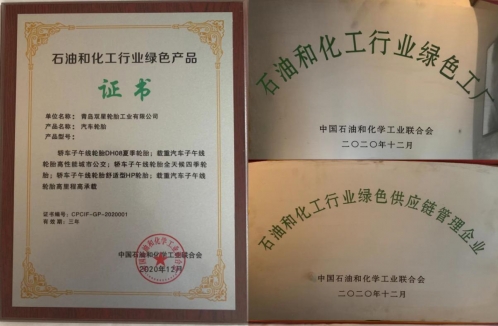 石油和化工行业绿色产品
证书
单位名称：青岛双星轮胎工业有限公司
产品名称：汽车轮胎
产品型号：
轿车子午线轮胎DH08夏季轮胎；载重汽车子午线
轮胎高性能城市公交；轿车子午线轮胎全天候四季轮
胎；轿车子午线轮胎舒适型HP轮胎；载重汽车子午线
轮胎高里程高承载
证书编号：CPCIF-GP-2020001
有效期：三年
中国石油和化学工业联合会
2020年12月
石油和化工行业绿色工厂
中国石油和化学工业联合会
二〇二〇年十二月
石油和化工行业绿色供应链管理企业
中国石油和化学工业联合会
二〇二〇年十二月